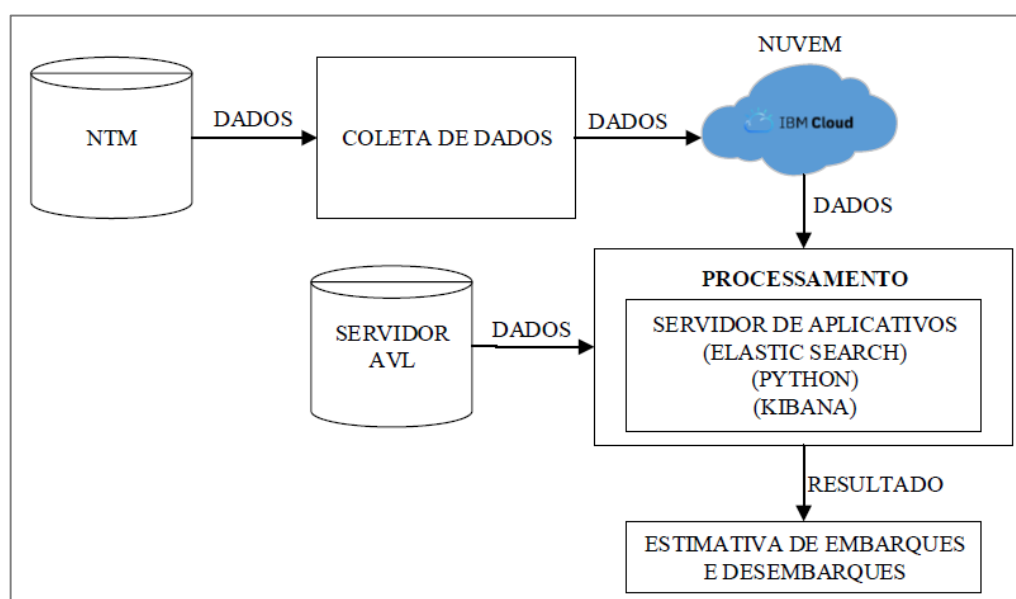 NUVEM
NTM
DADOS
COLETA DE DADOS
DADOS
IBM Cloud
DADOS
SERVIDOR
AVL
DADOS
PROCESSAMENTO
SERVIDOR DE APLICATIVOS
(ELASTIC SEARCH)
(PYTHON)
(KIBANA)
RESULTADO
ESTIMATIVA DE EMBARQUES
E DESEMBARQUES